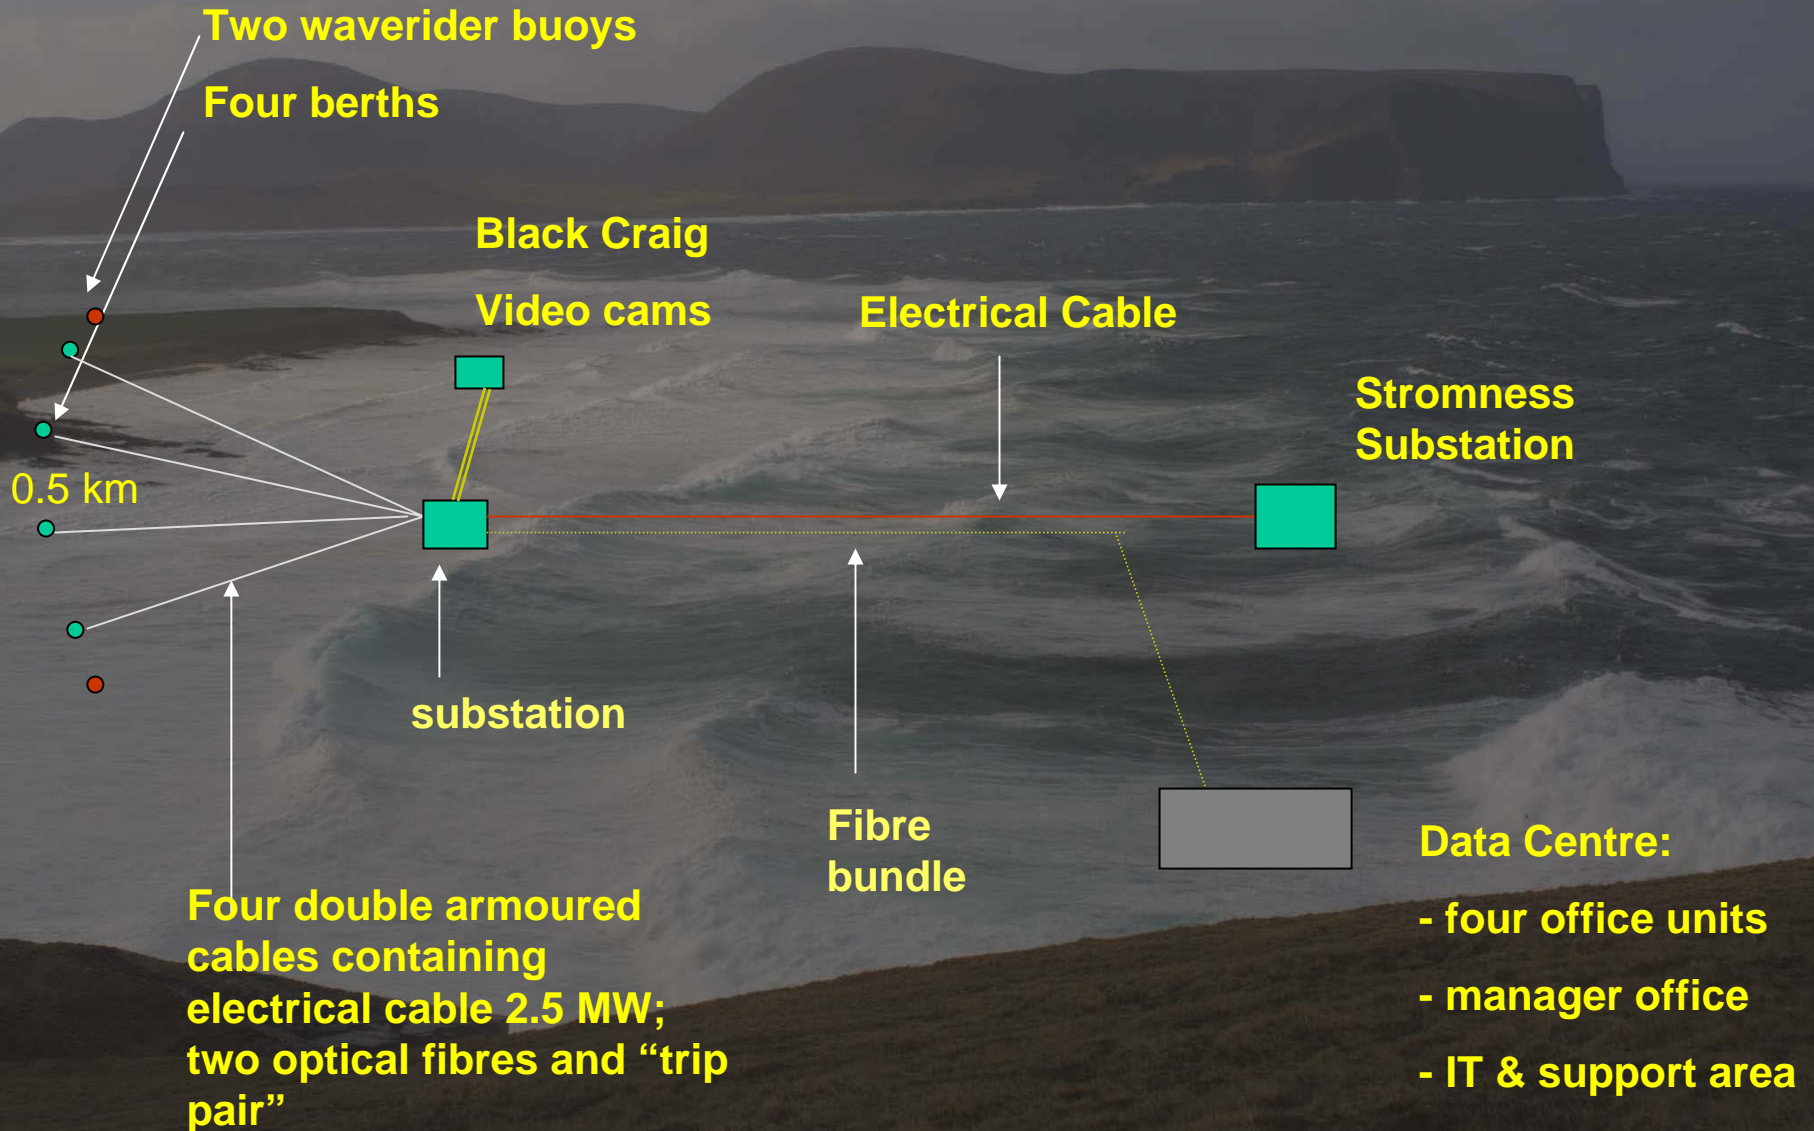 Two waverider buoys
Four berths
Black Craig
Video cams
Electrical Cable
Stromness
Substation
0.5 km
substation
Fibre
bundle
Four double armoured
cables containing
electrical cable 2.5 MW;
two optical fibres and “trip
pair”
Data Centre:
- four office units
- manager office
- IT & support area